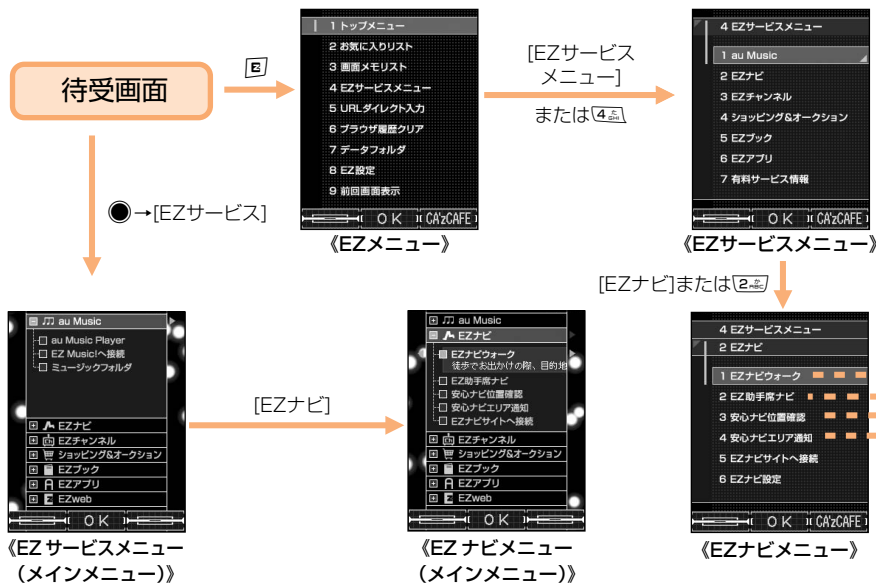 待受画面
E
1 トップメニュー
2 お気に入りリスト
3 画面メモリスト
4 EZサービスメニュー
5 URLダイレクト入力
6 ブラウザ履歴クリア
7 データフォルダ
8 EZ設定
9 前回画面表示
OK CA'zCAFE
《EZメニュー》
[EZサービス
メニュー]
または4たGHI
4 EZサービスメニュー
1 au Music
2 EZナビ
3 EZチャンネル
4 ショッピング&オークション
5 EZブック
6 EZアプリ
7 有料サービス情報
OK CA'zCAFE
《EZサービスメニュー》
→[EZサービス]
au Music
au Music Player
EZ Music!へ接続
ミュージックフォルダ
EZナビ
EZチャンネル
ショッピング&オークション
EZブック
EZアプリ
EZweb
OK
《EZサービスメニュー
(メインメニュー)》
[EZナビ]
au Music
EZナビ
EZナビウォーク
徒歩でお出かけの際、目的地
EZ助手席ナビ
安心ナビ位置確認
安心ナビエリア通知
EZナビサイトへ接続
EZチャンネル
ショッピング&オークション
EZブック
EZアプリ
EZweb
OK
《EZナビメニュー
(メインメニュー)》
[EZナビ]または2かABC
4 EZサービスメニュー
2 EZナビ
1 EZナビウォーク
2 EZ助手席ナビ
3 安心ナビ位置確認
4 安心ナビエリア通知
5 EZナビサイトへ接続
6 EZナビ設定
OK CA'zCAFE
《EZナビメニュー》